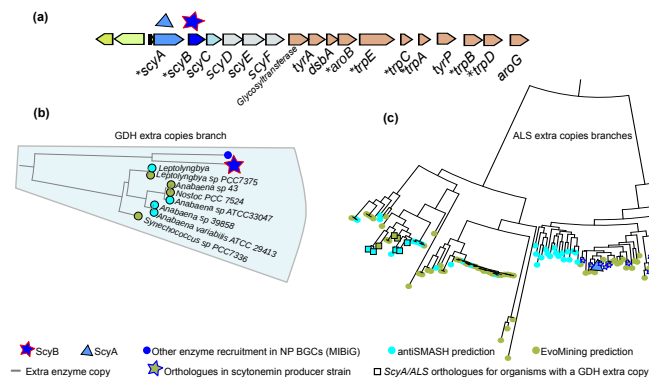 (a)
*scyA
*scyB
scyC
scyD
scyE
scyF
Glycosyltransferase
tyrA
dsbA
*aroB
*trpE
*trpC
*trpA
tyrP
*trpB
*trpD
aroG
(b)
GDH extra copies branch
Leptolyngbya
Leptolyngbya sp PCC7375
Anabaena sp 43
Nostoc PCC 7524
Anabaena sp ATCC33047
Anabaena sp 39858
Anabaena variabilis ATCC 29413
Synechococcus sp PCC7336
(c)
ALS extra copies branches
ScyB
ScyA
Other enzyme recruitment in NP BGCs (MIBiG)
antiSMASH prediction
EvoMining prediction
Extra enzyme copy
Orthologues in scytonemin producer strain
ScyA/ALS orthologues for organisms with a GDH extra copy